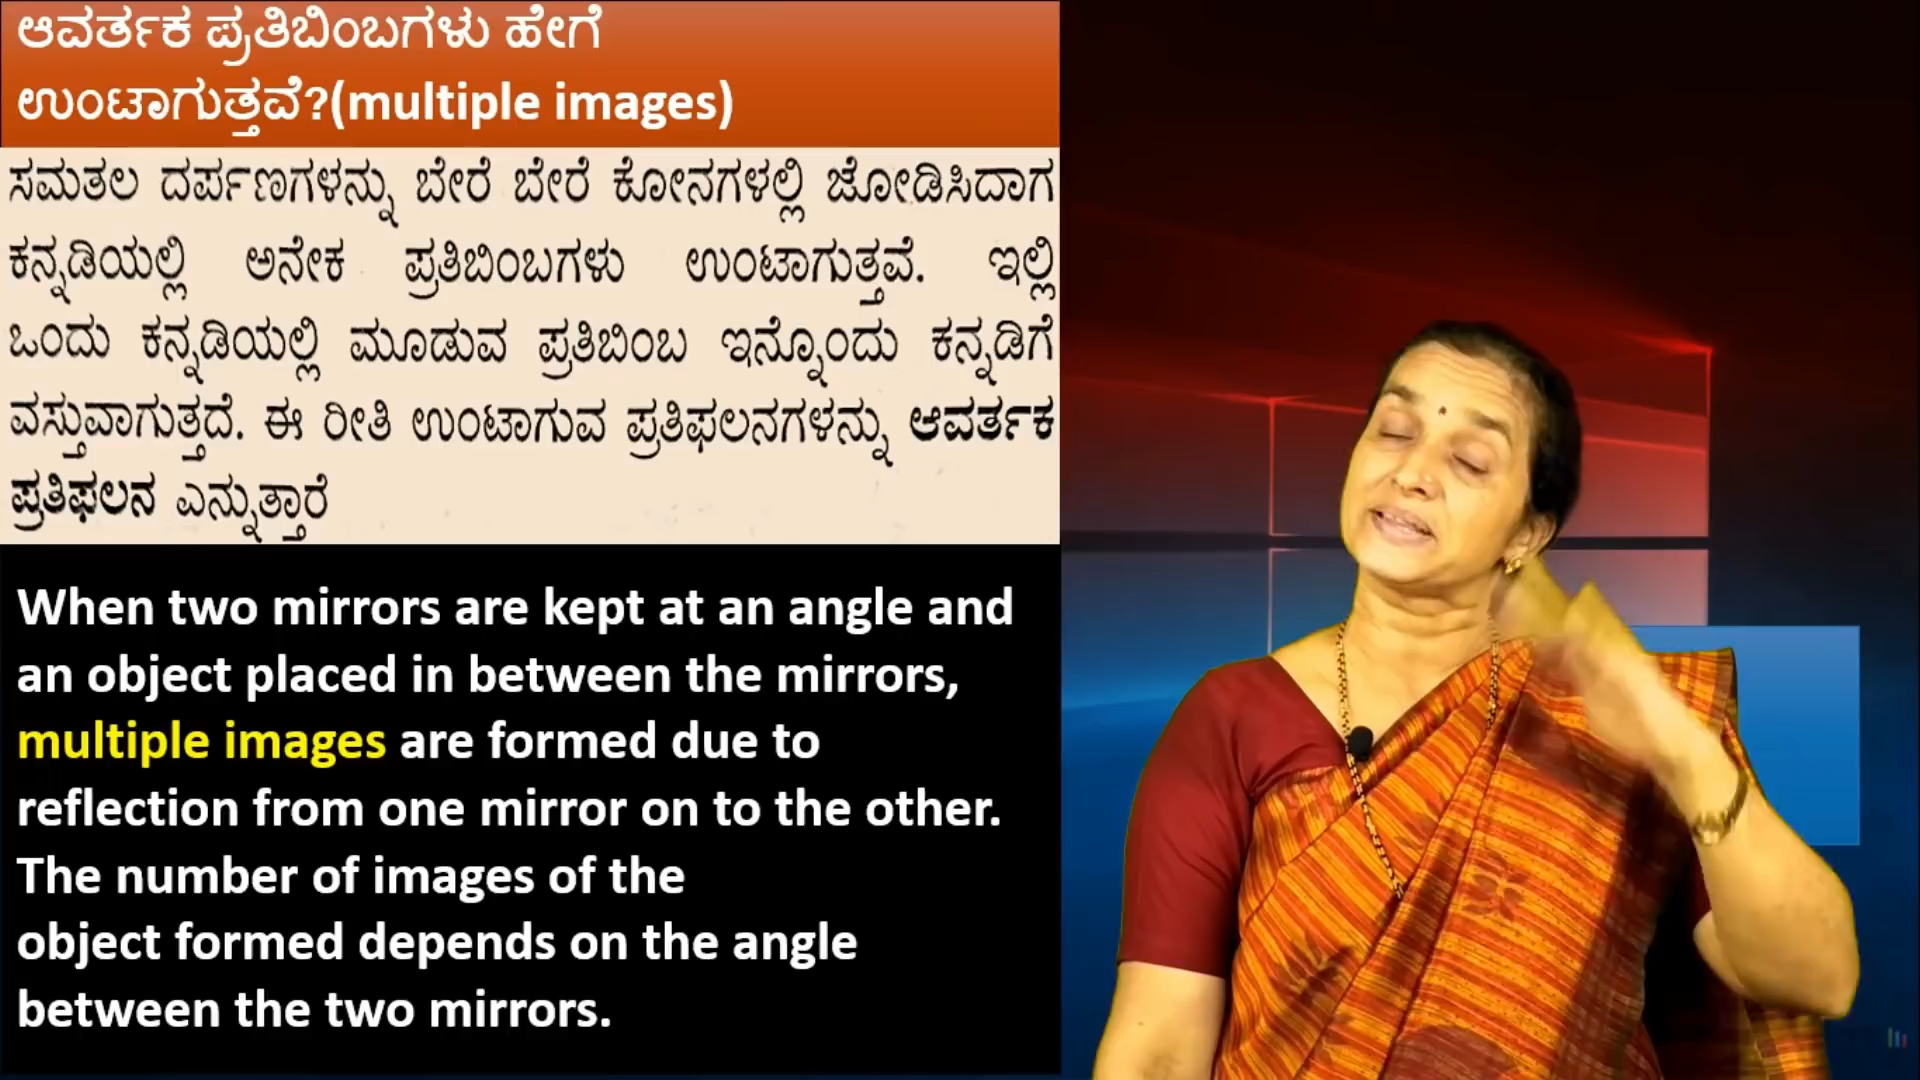 ಆವರ್ತಕ ಪ್ರತಿಬಿಂಬಗಳು ಹೇಗೆ
ಉಂಟಾಗುತ್ತವೆ?(multiple images)
ಸಮತಲ ದರ್ಪಣಗಳನ್ನು ಬೇರೆ ಬೇರೆ ಕೋನಗಳಲ್ಲಿ ಜೋಡಿಸಿದಾಗ
ಕನ್ನಡಿಯಲ್ಲಿ ಅನೇಕ ಪ್ರತಿಬಿಂಬಗಳು ಉಂಟಾಗುತ್ತವೆ. ಇಲ್ಲಿ
ಒಂದು ಕನ್ನಡಿಯಲ್ಲಿ ಮೂಡುವ ಪ್ರತಿಬಿಂಬ ಇನ್ನೊಂದು ಕನ್ನಡಿಗೆ
ವಸ್ತುವಾಗುತ್ತದೆ. ಈ ರೀತಿ ಉಂಟಾಗುವ ಪ್ರತಿಫಲನಗಳನ್ನು ಆವರ್ತಕ
ಪ್ರತಿಫಲನ ಎನ್ನುತ್ತಾರೆ
When two mirrors are kept at an angle and
an object placed in between the mirrors,
multiple images are formed due to
reflection from one mirror on to the other.
The number of images of the
object formed depends on the angle
between the two mirrors.